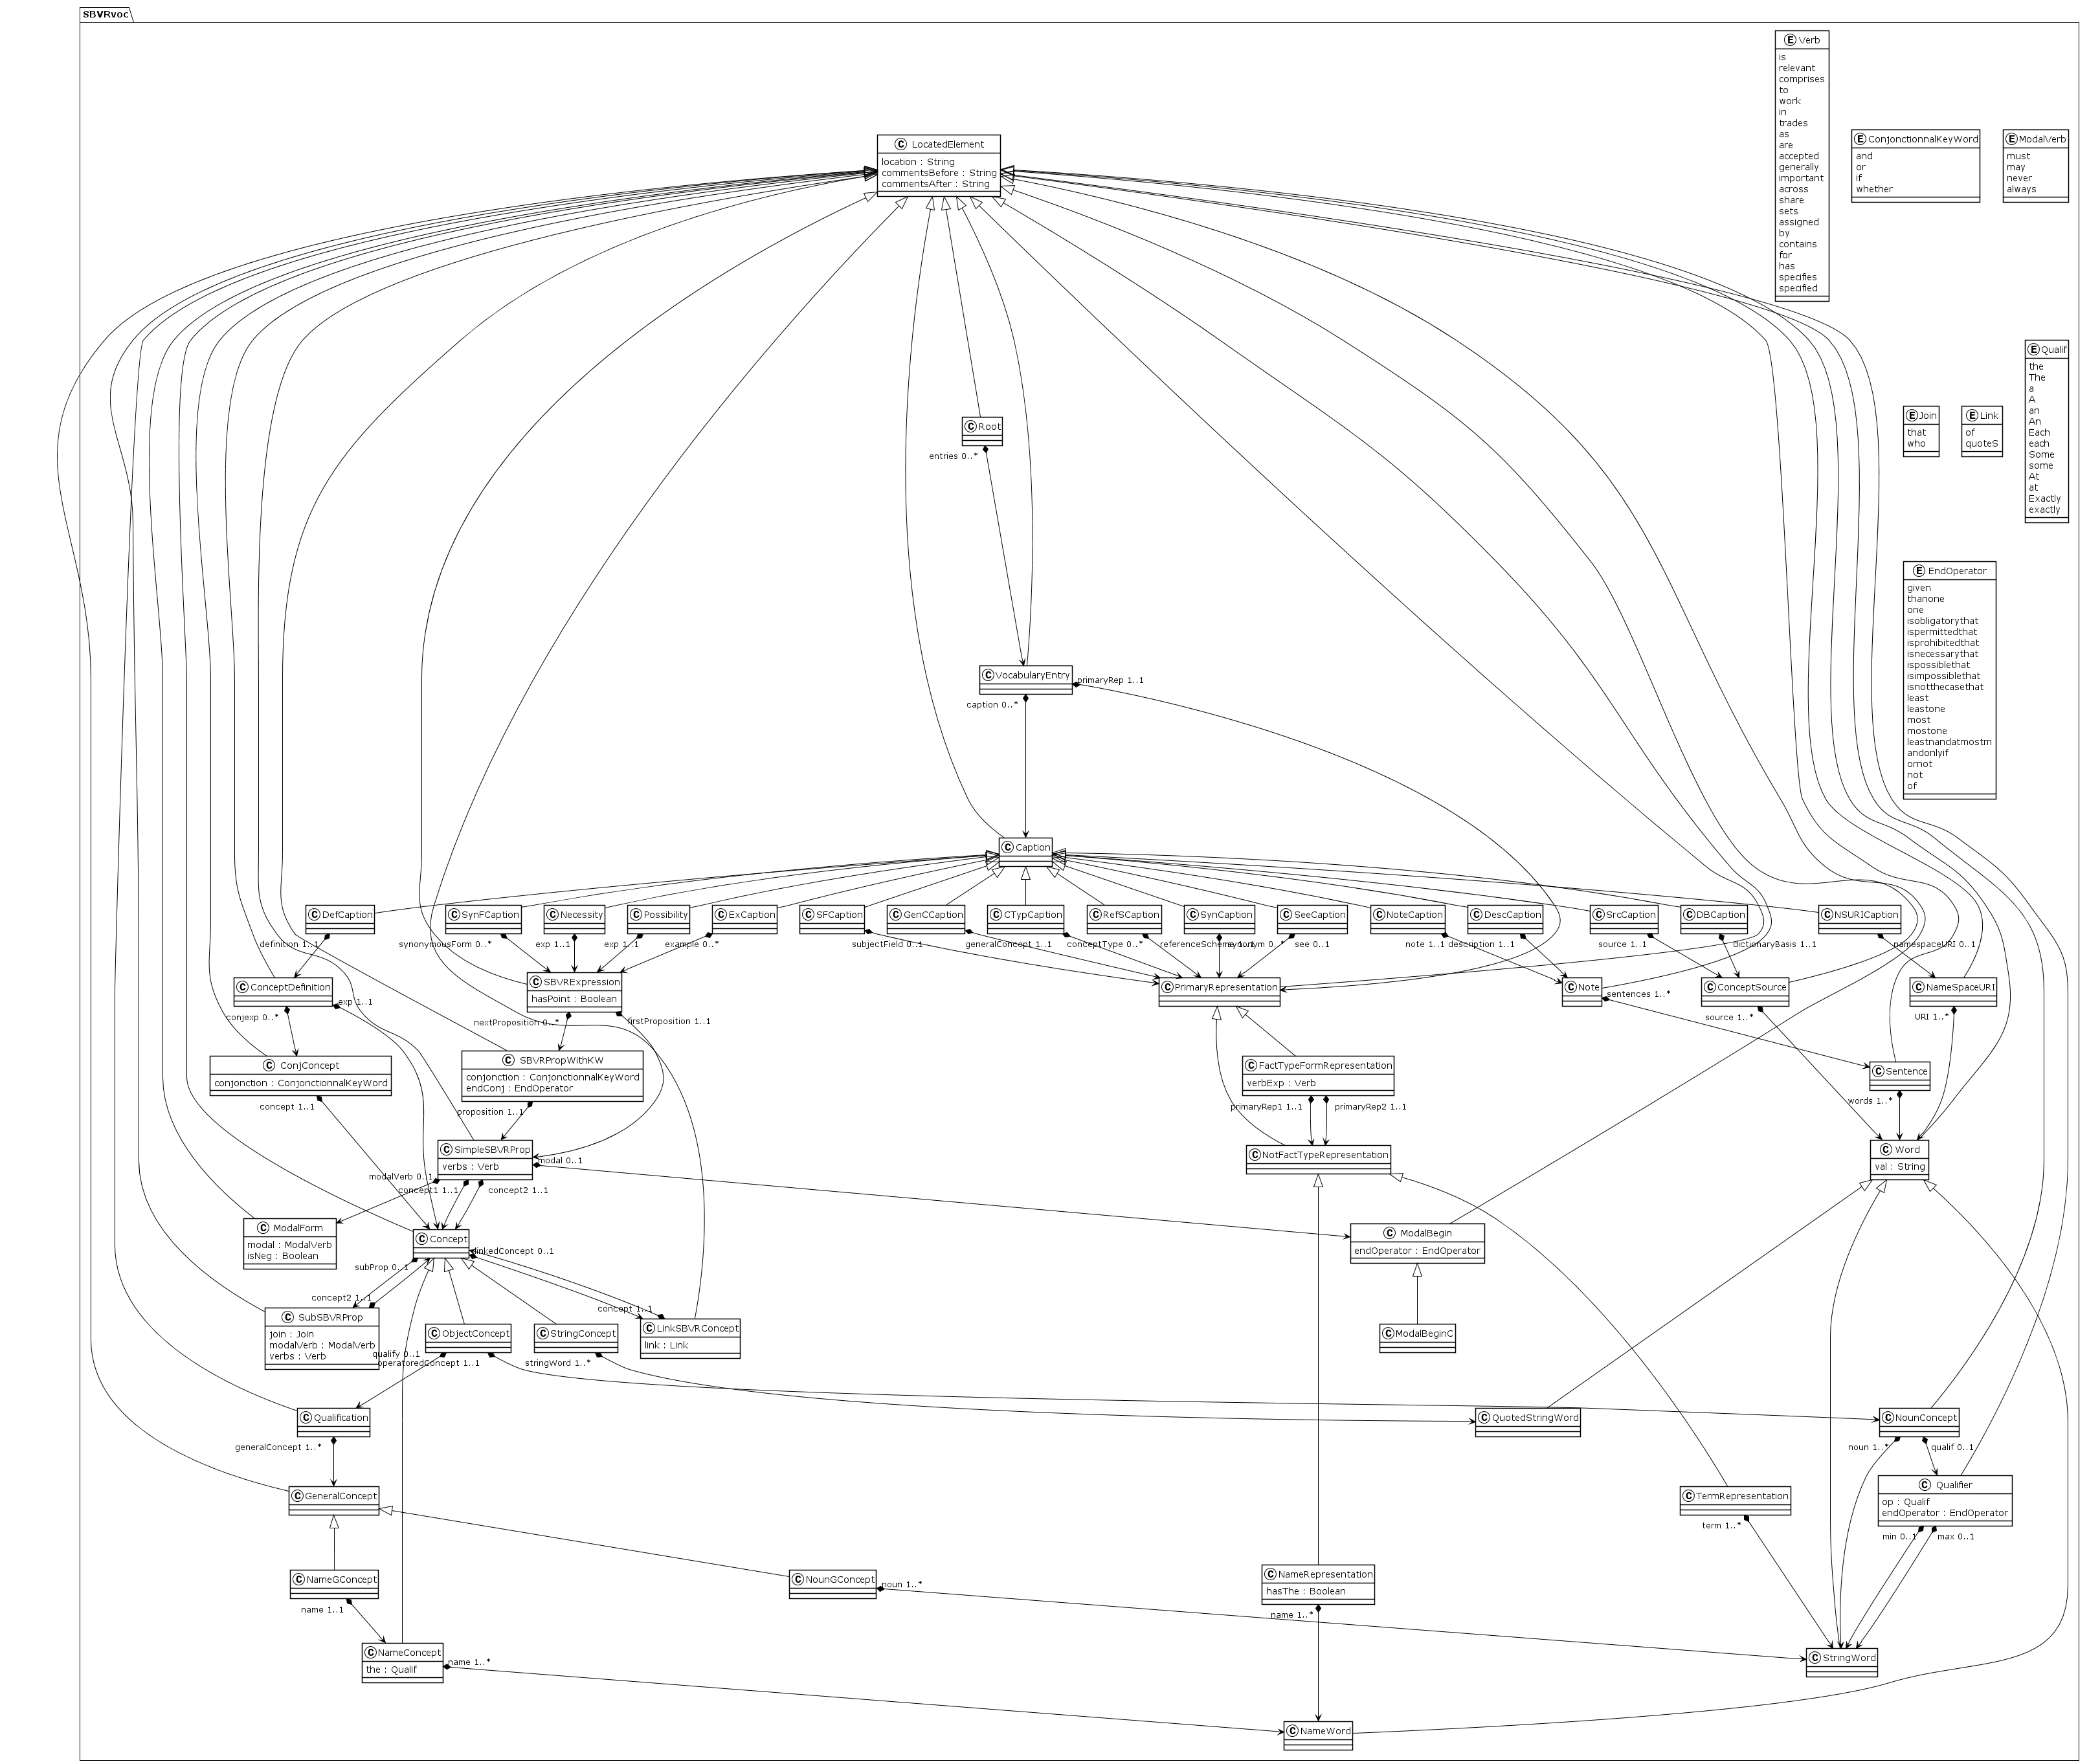 SBVRvoc
E Verb
is
relevant
comprises
to
work
in
trades
as
are
accepted
generally
important
across
share
sets
assigned
by
contains
for
has
specifies
specified
E ConjonctionnalKeyWord
and
or
if
whether
E ModalVerb
must
may
never
always
C LocatedElement
location : String
commentsBefore : String
commentsAfter : String
E Join
that
who
E Link
of
quoteS
E Qualif
the
The
a
A
an
An
Each
each
Some
some
At
at
Exactly
exactly
C Root
entries 0..*
E EndOperator
given
thanone
one
isobligatorythat
ispermittedthat
isprohibitedthat
isnecessarythat
ispossiblethat
isimpossiblethat
isnotthecasethat
least
leastone
most
mostone
leastnandatmostm
andonlyif
ornot
not
of
C VocabularyEntry
primaryRep 1..1
caption 0..*
C Caption
C DefCaption
C SynFCaption
C Necessity
C Possibility
C ExCaption
C SFCaption
C GenCCaption
C CTypCaption
C RefSCaption
C SynCaption
C SeeCaption
C NoteCaption
C DescCaption
C SrcCaption
C DBCaption
C NSURICaption
definition 1..1
synonymousForm 0..*
exp 1..1
exp 1..1
example 0..*
subjectField 0..1
generalConcept 1..1
conceptType 0..*
referenceScheme 1..1
synonym 0..*
see 0..1
note 1..1
description 1..1
source 1..1
dictionaryBasis 1..1
namespaceURI 0..1
C ConceptDefinition
C SBVRExpression
hasPoint : Boolean
C PrimaryRepresentation
C Note
C ConceptSource
C NameSpaceURI
exp 1..1
conjexp 0..*
nextProposition 0..*
firstProposition 1..1
sentences 1..*
source 1..*
URI 1..*
C ConjConcept
conjonction : ConjonctionnalKeyWord
C SBVRPropWithKW
conjonction : ConjonctionnalKeyWord
endConj : EndOperator
C FactTypeFormRepresentation
verbExp : Verb
C Sentence
concept 1..1
proposition 1..1
primaryRep1 1..1
primaryRep2 1..1
words 1..*
C SimpleSBVRProp
verbs : Verb
C NotFactTypeRepresentation
C Word
val : String
modal 0..1
modalVerb 0..1
concept1 1..1
concept2 1..1
C ModalForm
modal : ModalVerb
isNeg : Boolean
C Concept
C ModalBegin
endOperator : EndOperator
linkedConcept 0..1
subProp 0..1
concept2 1..1
concept 1..1
C SubSBVRProp
join : Join
modalVerb : ModalVerb
verbs : Verb
C ObjectConcept
C StringConcept
C LinkSBVRConcept
link : Link
C ModalBeginC
qualify 0..1
operatoredConcept 1..1
stringWord 1..*
C Qualification
C QuotedStringWord
C NounConcept
generalConcept 1..*
noun 1..*
qualif 0..1
C GeneralConcept
C TermRepresentation
C Qualifier
op : Qualif
endOperator : EndOperator
term 1..*
min 0..1
max 0..1
C NameGConcept
C NounGConcept
noun 1..*
C NameRepresentation
hasThe : Boolean
name 1..1
name 1..*
C NameConcept
the : Qualif
name 1..*
C StringWord
C NameWord